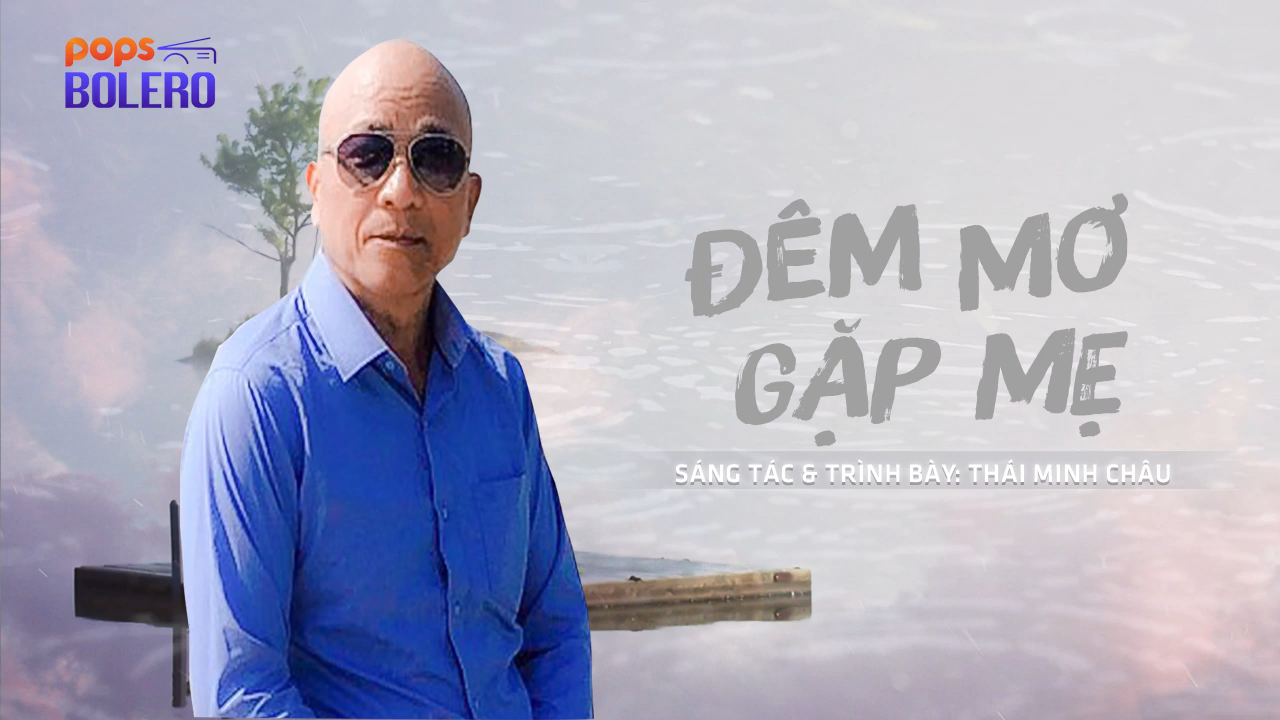 pops
BOLERO
ĐÊM MƠ
GẶP MẸ
SÁNG TÁC & TRÌNH BÀY: THÁI MINH CHÂU